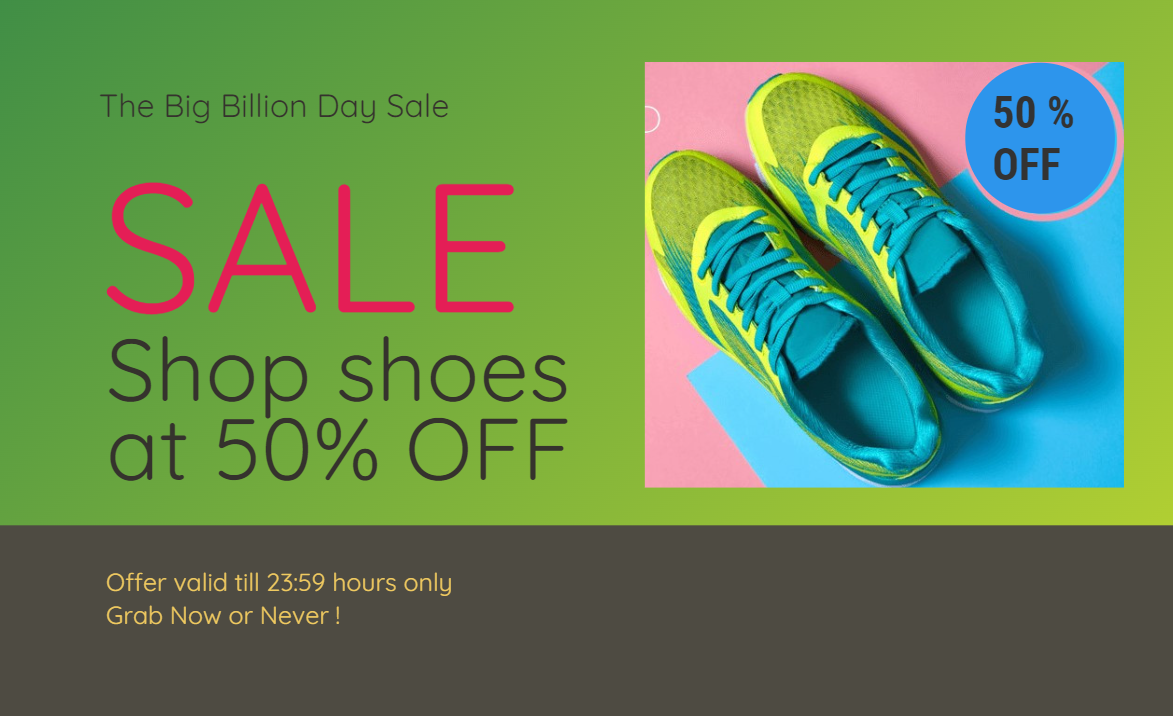 The Big Billion Day Sale
SALE
Shop shoes
at 50% OFF
50 %
OFF
Offer valid till 23:59 hours only
Grab Now or Never !